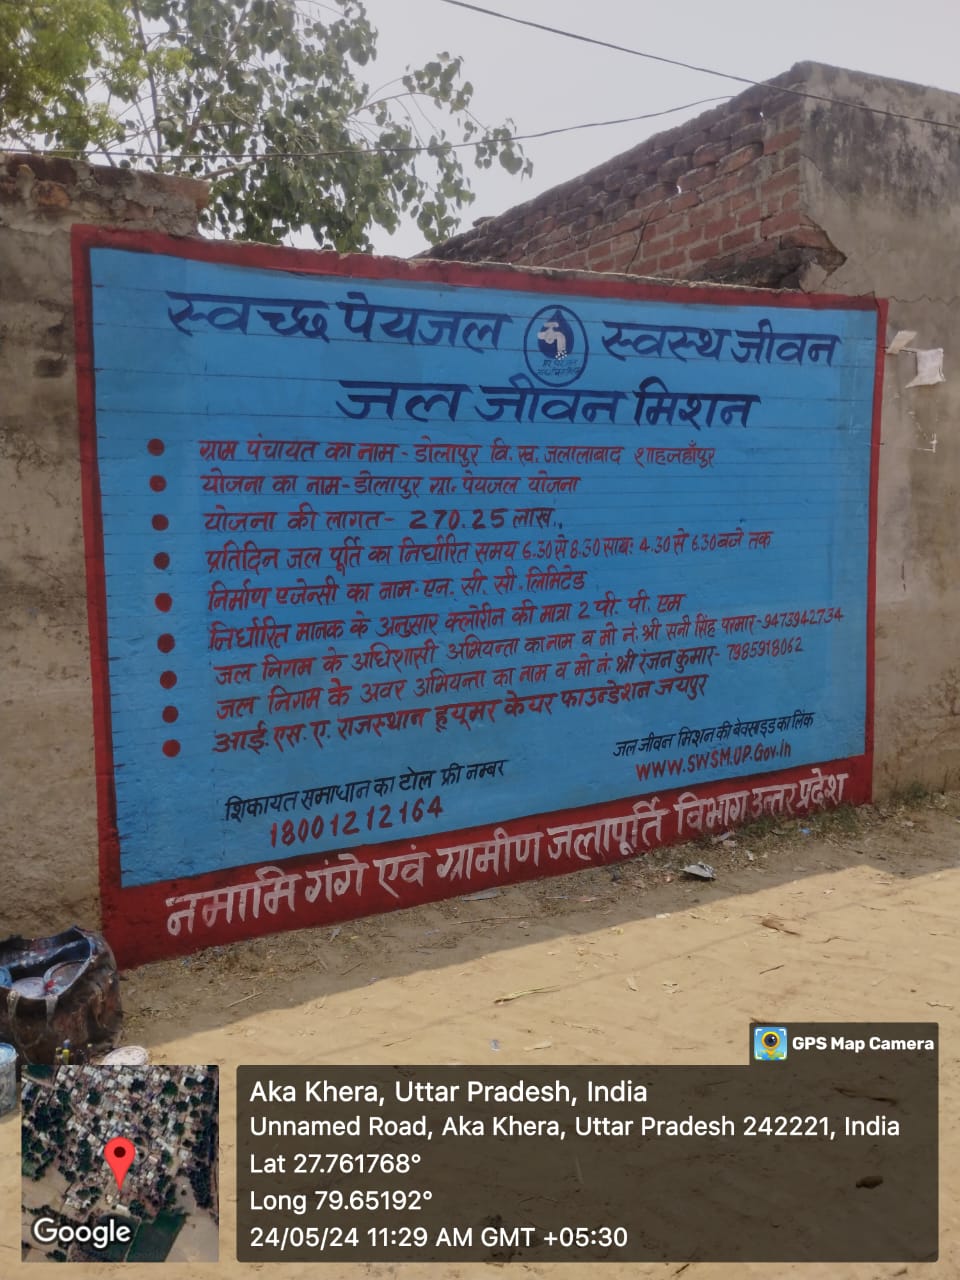 स्वच्छ पेयजल स्वस्थ जीवन
जल जीवन मिशन
ग्राम पंचायत का नाम - डोलापुर वि. ख. जलालाबाद शाहजहाँपुर
योजना का नाम - डोलापुर ग्रा. पेयजल योजना
योजना की लागत - 270.25 लाख.,
प्रतिदिन जल पूर्ति का निर्धारित समय 6.30 से 8.30 सायः 4.30 से 6.30 बजे तक
निर्माण एजेन्सी का नाम - एन. सी. सी. लिमिटेड
निर्धारित मानक के अनुसार क्लोरीन की मात्रा 2 पी. पी. एम
जल निगम के अधिशासी अभियन्ता का नाम व मो नं. श्री सनी सिंह परमार - 9473942734
जल निगम के अवर अभियन्ता का नाम व मो नं श्री रंजन कुमार - 7985918062
आई. एस. ए. राजस्थान ह्यूमर केयर फाउन्डेशन जयपुर
शिकायत समाधान का टोल फ्री नम्बर
18001212164
जल जीवन मिशन की बेवसाइड का लिंक
www.SWSM.UP.Gov.in
नमामि गंगे एवं ग्रामीण जलापूर्ति विभाग उत्तर प्रदेश
GPS Map Camera
Aka Khera, Uttar Pradesh, India
Unnamed Road, Aka Khera, Uttar Pradesh 242221, India
Lat 27.761768°
Long 79.65192°
24/05/24 11:29 AM GMT +05:30
Google